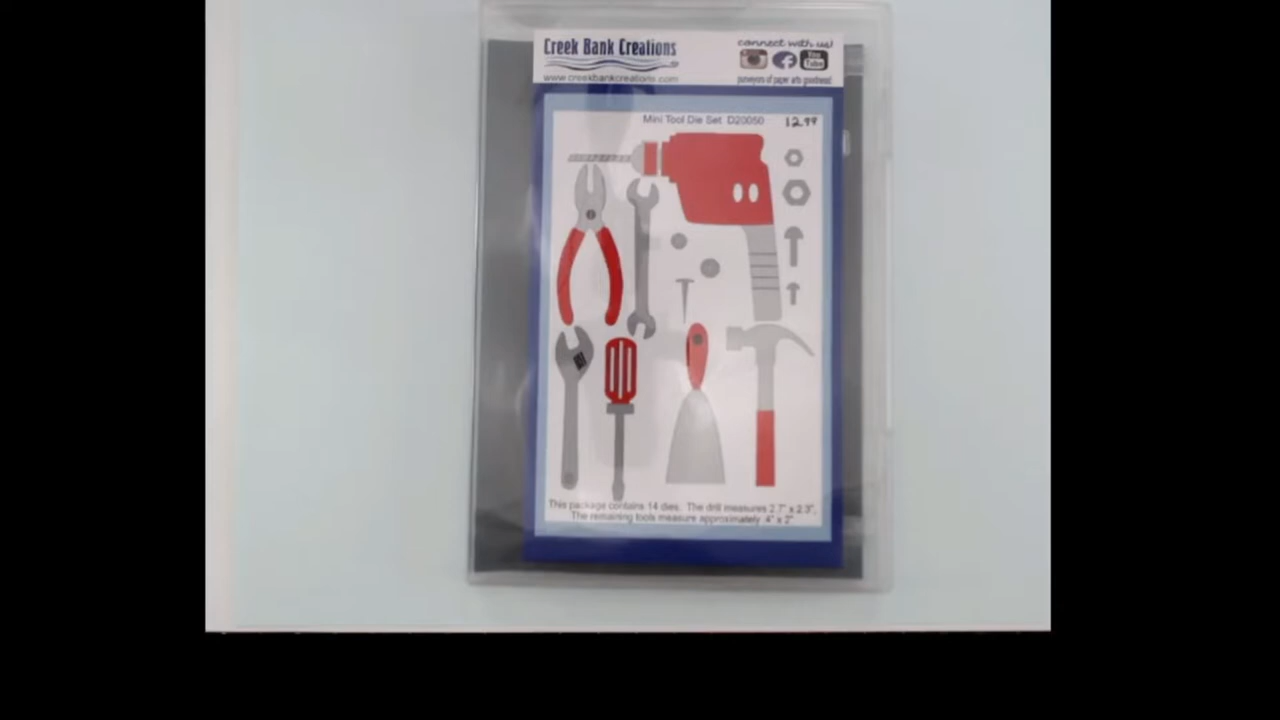 Creek Bank Creations
www.creekbankcreations.com
connect with us!
You
Tube
purveyors of paper arts goodness!
Mini Tool Die Set D20050 12.99
This package contains 14 dies. The drill measures 2.7" x 2.3",
The remaining tools measure approximately .4" x 2"